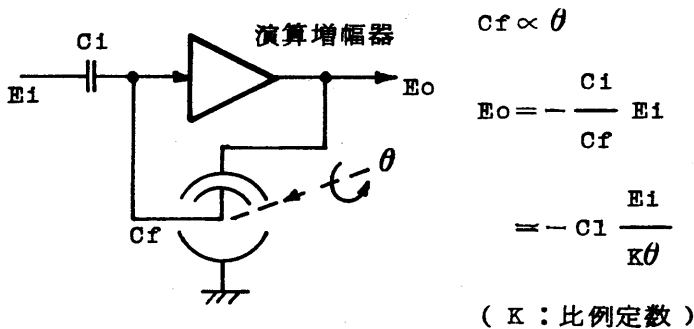 Ci
演算増幅器
Ei
Eo
θ
Cf
Cf ∝ θ
Eo = - Ci/Cf Ei
= - Cl Ei/Kθ
( K : 比例定数 )